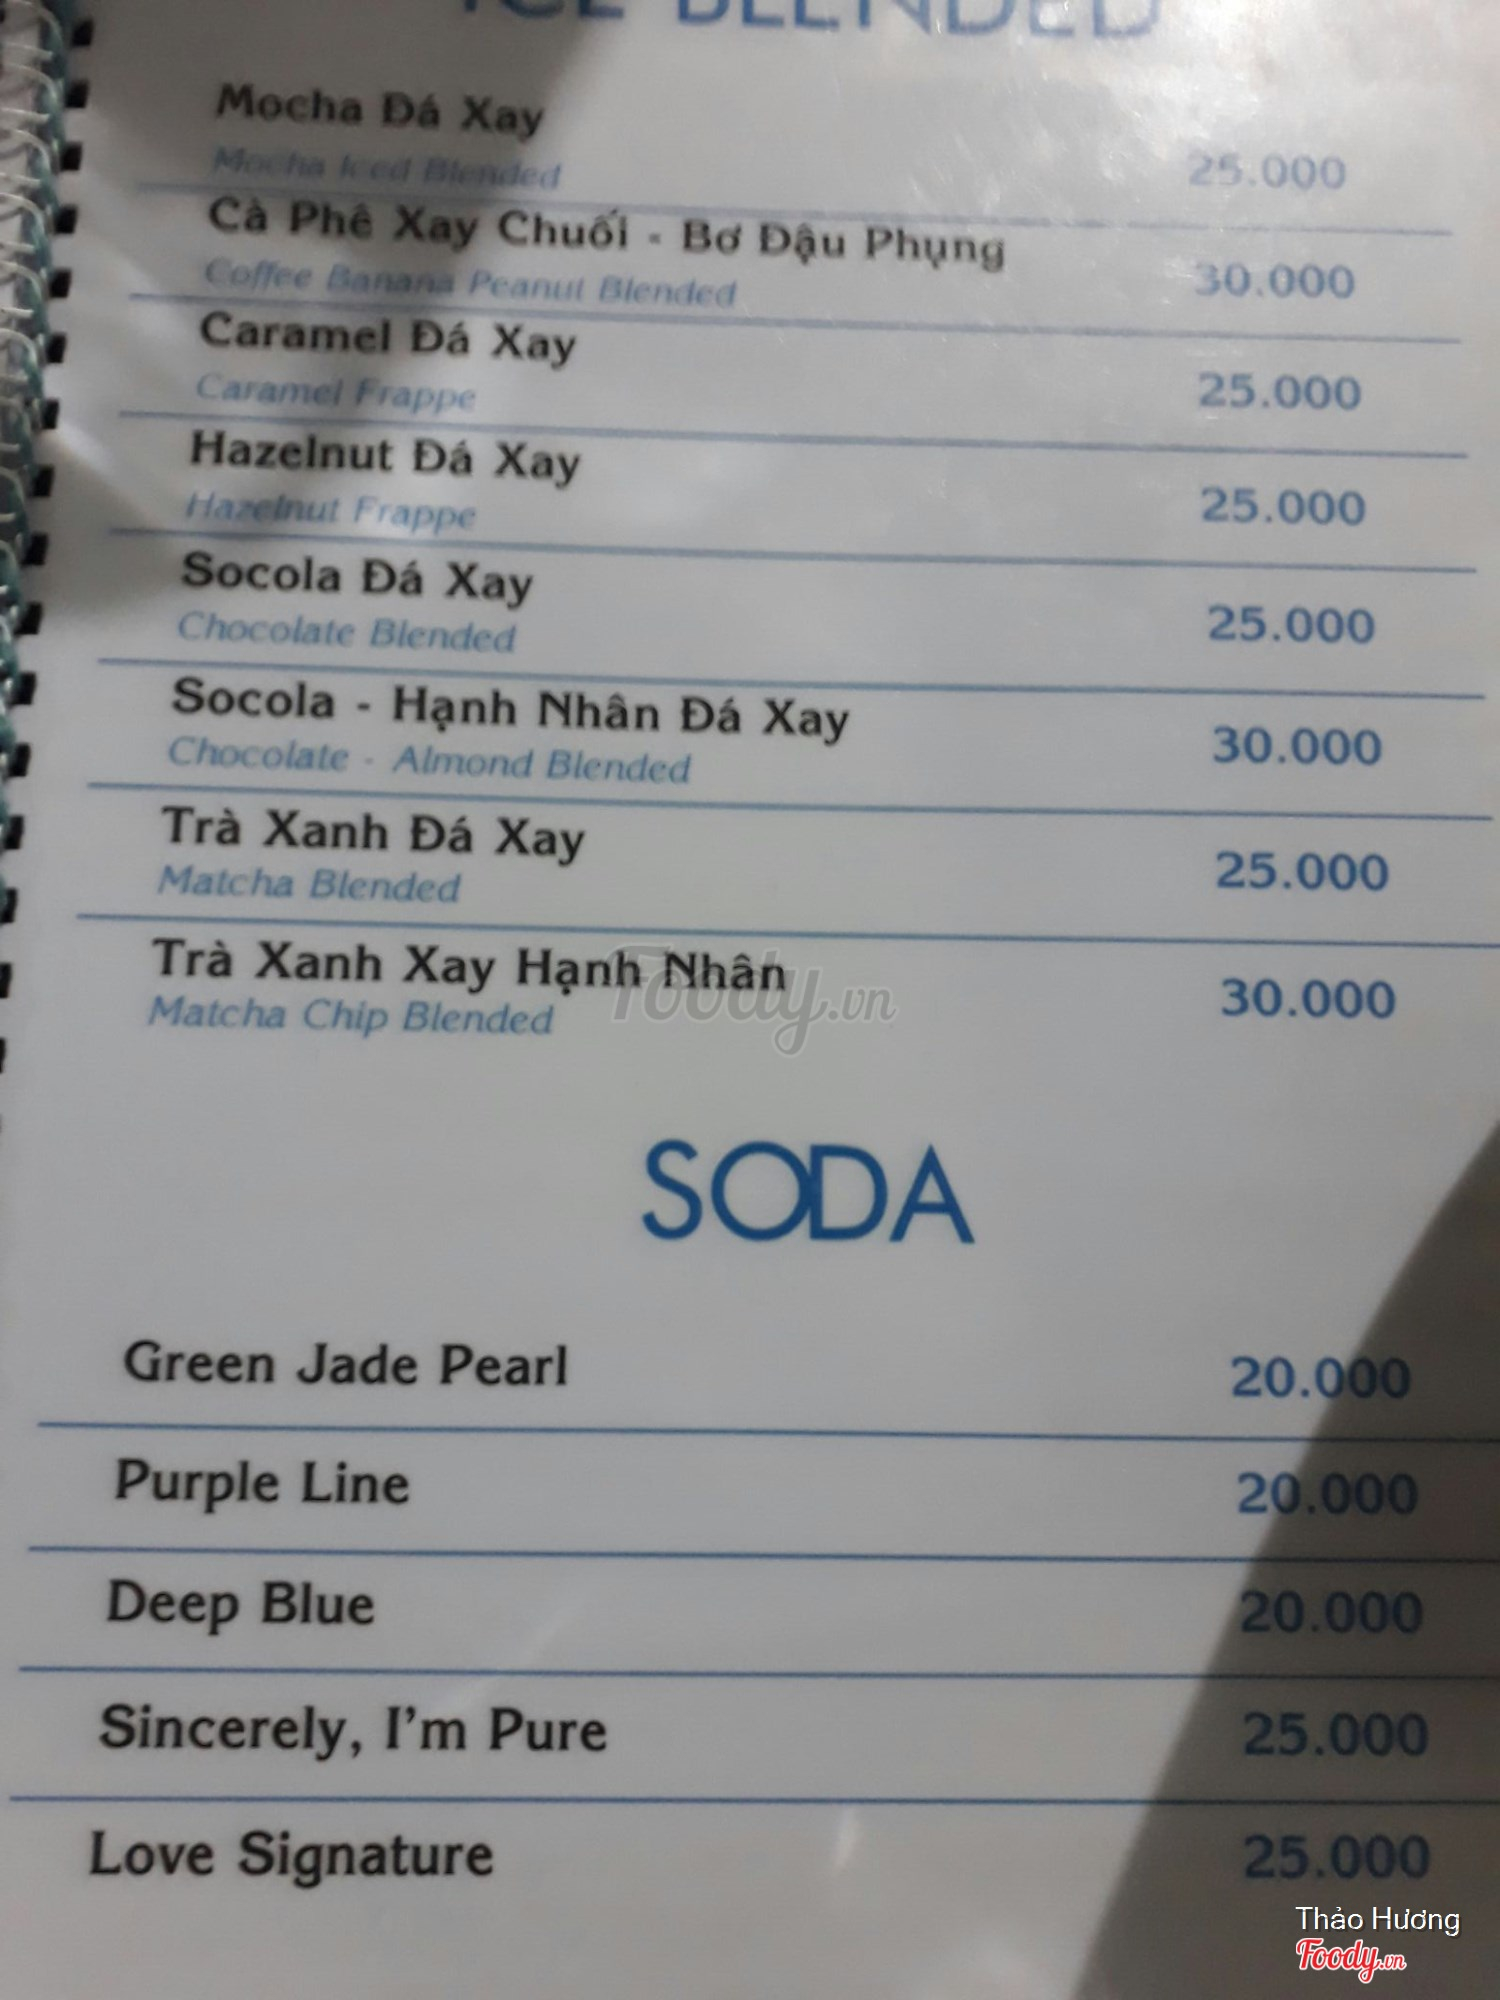 ICE BLENDED
Mocha Đá Xay
Mocha Iced Blended
25.000
Cà Phê Xay Chuối - Bơ Đậu Phụng
Coffee Banana Peanut Blended
30.000
Caramel Đá Xay
Caramel Frappe
25.000
Hazelnut Đá Xay
Hazelnut Frappe
25.000
Socola Đá Xay
Chocolate Blended
25.000
Socola - Hạnh Nhân Đá Xay
Chocolate - Almond Blended
30.000
Trà Xanh Đá Xay
Matcha Blended
25.000
Trà Xanh Xay Hạnh Nhân
Matcha Chip Blended
30.000
Foody.vn
SODA
Green Jade Pearl 20.000
Purple Line 20.000
Deep Blue 20.000
Sincerely, I'm Pure 25.000
Love Signature 25.000
Thảo Hương
Foody.vn